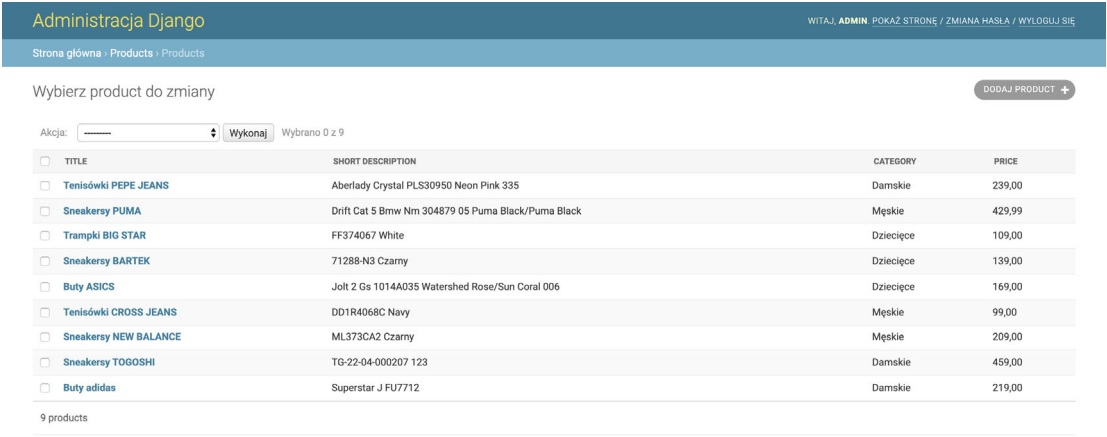 Administracja Django
WITAJ, ADMIN. POKAŻ STRONĘ / ZMIANA HASŁA / WYLOGUJ SIĘ
Strona główna › Products › Products
Wybierz product do zmiany
DODAJ PRODUCT +
Akcja: --------- Wykonaj Wybrano 0 z 9
TITLE SHORT DESCRIPTION CATEGORY PRICE
Tenisówki PEPE JEANS Aberlady Crystal PLS30950 Neon Pink 335 Damskie 239,00
Sneakersy PUMA Drift Cat 5 Bmw Nm 304879 05 Puma Black/Puma Black Męskie 429,99
Trampki BIG STAR FF374067 White Dziecięce 109,00
Sneakersy BARTEK 71288-N3 Czarny Dziecięce 139,00
Buty ASICS Jolt 2 Gs 1014A035 Watershed Rose/Sun Coral 006 Dziecięce 169,00
Tenisówki CROSS JEANS DD1R4068C Navy Męskie 99,00
Sneakersy NEW BALANCE ML373CA2 Czarny Męskie 209,00
Sneakersy TOGOSHI TG-22-04-000207 123 Damskie 459,00
Buty adidas Superstar J FU7712 Damskie 219,00
9 products